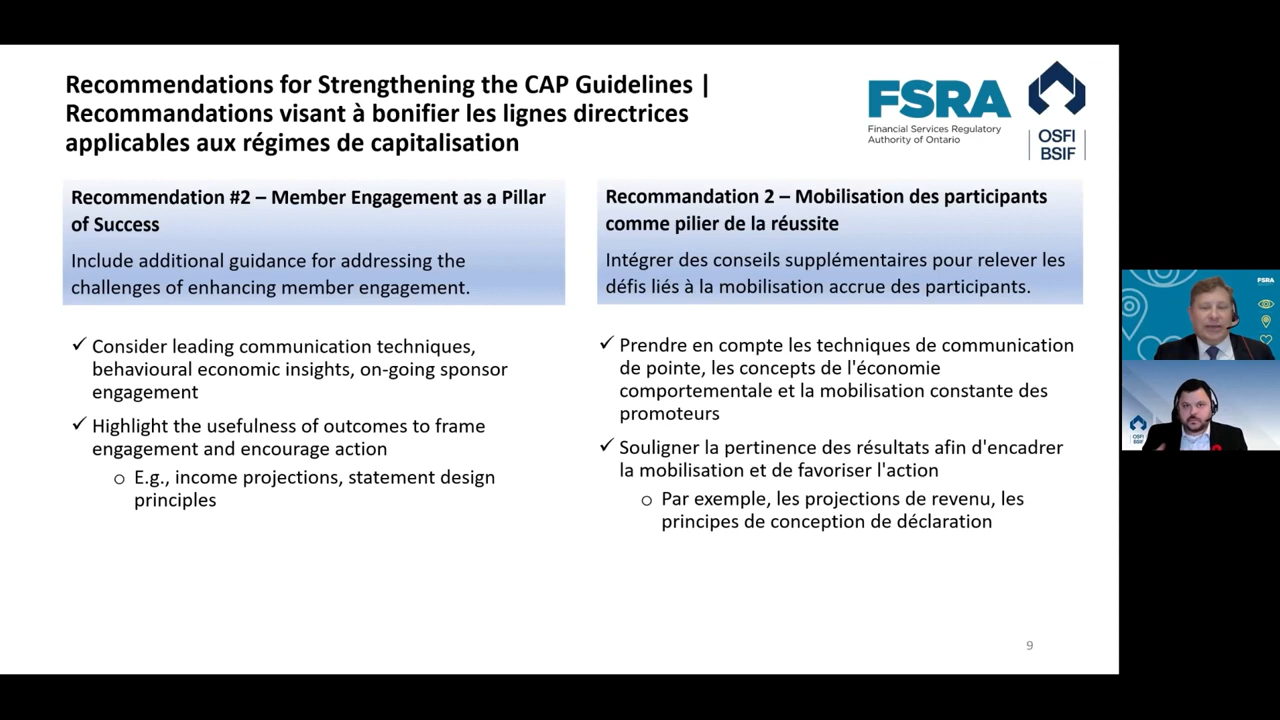 Recommendations for Strengthening the CAP Guidelines |
Recommandations visant à bonifier les lignes directrices
applicables aux régimes de capitalisation
FSRA
Financial Services Regulatory
Authority of Ontario
OSFI
BSIF
Recommendation #2 – Member Engagement as a Pillar
of Success
Include additional guidance for addressing the
challenges of enhancing member engagement.
✓ Consider leading communication techniques,
behavioural economic insights, on-going sponsor
engagement
✓ Highlight the usefulness of outcomes to frame
engagement and encourage action
o E.g., income projections, statement design
principles
Recommandation 2 – Mobilisation des participants
comme pilier de la réussite
Intégrer des conseils supplémentaires pour relever les
défis liés à la mobilisation accrue des participants.
✓ Prendre en compte les techniques de communication
de pointe, les concepts de l'économie
comportementale et la mobilisation constante des
promoteurs
✓ Souligner la pertinence des résultats afin d'encadrer
la mobilisation et de favoriser l'action
o Par exemple, les projections de revenu, les
principes de conception de déclaration
9
FSRA
OSFI
BSIF